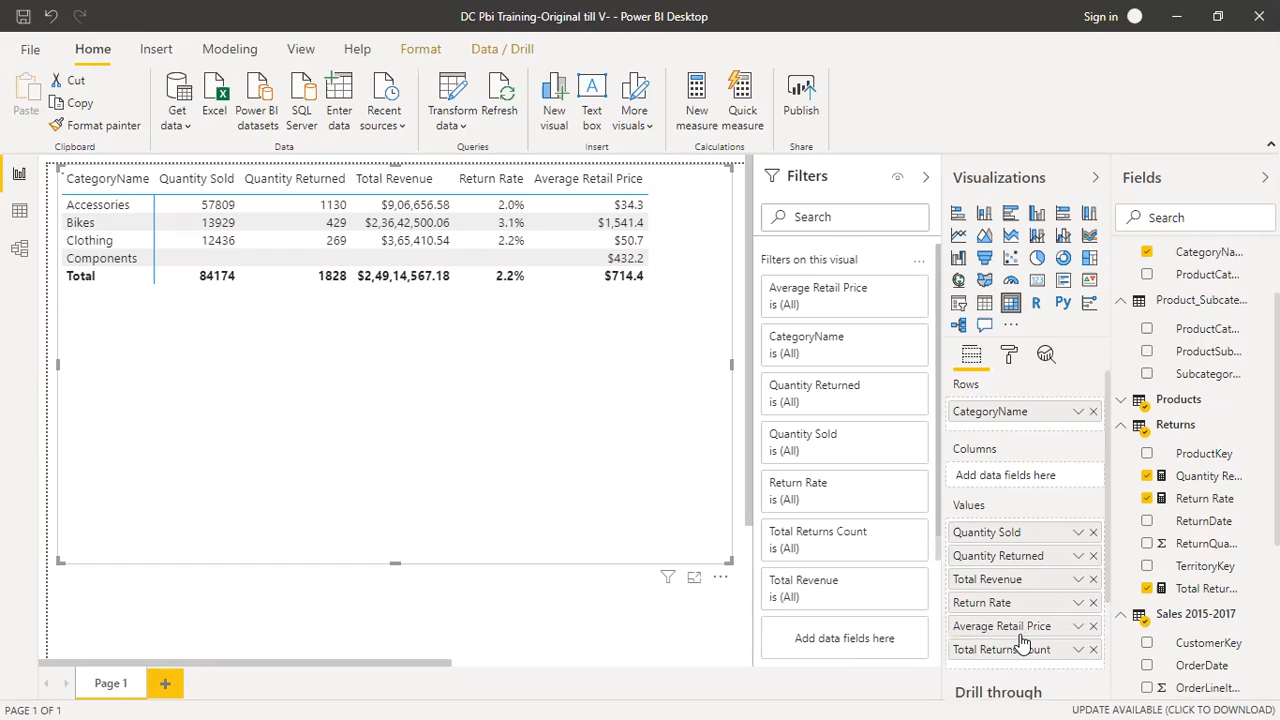 DC Pbi Training-Original till V- - Power BI Desktop
Sign in
File Home Insert Modeling View Help Format Data / Drill
Paste
Cut
Copy
Format painter
Clipboard
Get data
Excel
Power BI datasets
SQL Server
Enter data
Recent sources
Data
Transform data
Refresh
Queries
New visual
Text box
More visuals
Insert
New measure
Quick measure
Calculations
Publish
Share
CategoryName Quantity Sold Quantity Returned Total Revenue Return Rate Average Retail Price
Accessories 57809 1130 $9,06,656.58 2.0% $34.3
Bikes 13929 429 $2,36,42,500.06 3.1% $1,541.4
Clothing 12436 269 $3,65,410.54 2.2% $50.7
Components $432.2
Total 84174 1828 $2,49,14,567.18 2.2% $714.4
Filters
Search
Filters on this visual
Average Retail Price
is (All)
CategoryName
is (All)
Quantity Returned
is (All)
Quantity Sold
is (All)
Return Rate
is (All)
Total Returns Count
is (All)
Total Revenue
is (All)
Add data fields here
Visualizations
R Py
Rows
CategoryName
Columns
Add data fields here
Values
Quantity Sold
Quantity Returned
Total Revenue
Return Rate
Average Retail Price
Total Returns Count
Drill through
Fields
Search
CategoryNa...
ProductCat...
Product_Subcate...
ProductCat...
ProductSub...
Subcategor...
Products
Returns
ProductKey
Quantity Re...
Return Rate
ReturnDate
ReturnQua...
TerritoryKey
Total Retur...
Sales 2015-2017
CustomerKey
OrderDate
OrderLineIt...
Page 1
PAGE 1 OF 1
UPDATE AVAILABLE (CLICK TO DOWNLOAD)